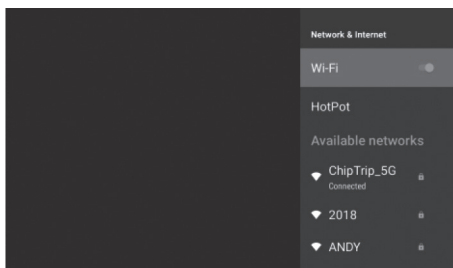 Network & Internet
Wi-Fi
HotPot
Available networks
ChipTrip_5G
Connected
2018
ANDY